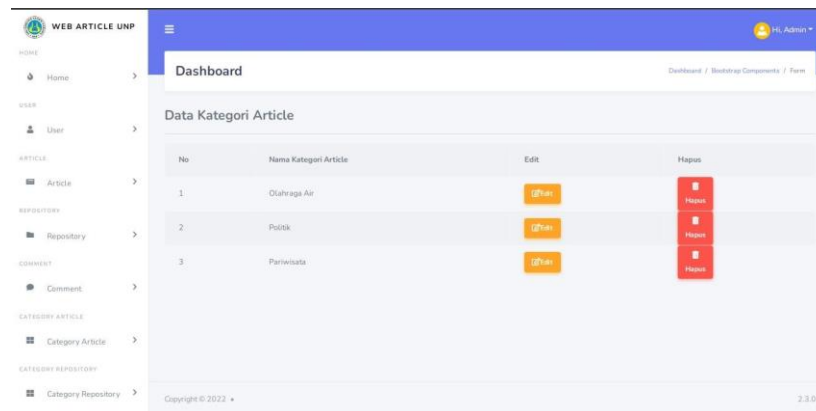 WEB ARTICLE UNP
Hi, Admin
HOME
Home
USER
User
ARTICLE
Article
REPOSITORY
Repository
COMMENT
Comment
CATEGORY ARTICLE
Category Article
CATEGORY REPOSITORY
Category Repository
Dashboard
Dashboard / Bootstrap Components / Form
Data Kategori Article
No Nama Kategori Article Edit Hapus
1 Olahraga Air Edit Hapus
2 Politik Edit Hapus
3 Pariwisata Edit Hapus
Copyright © 2022 •
2.3.0